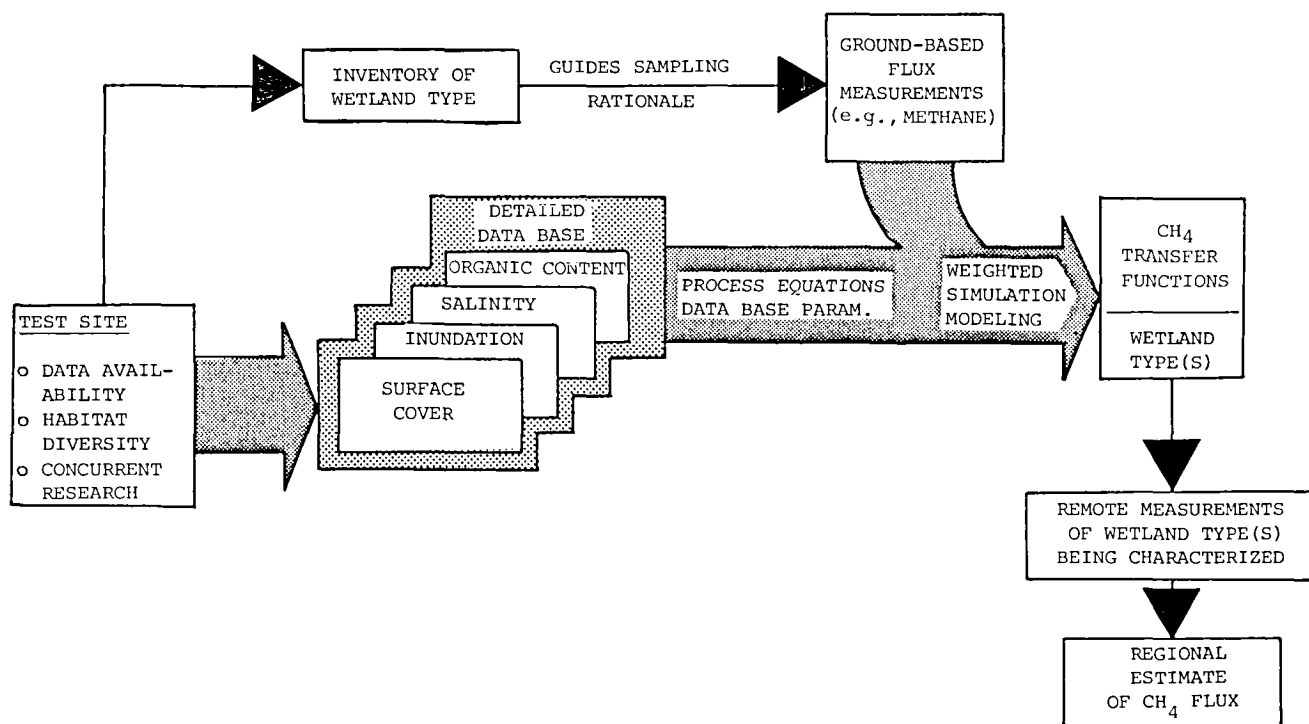 INVENTORY OF
WETLAND TYPE
GUIDES SAMPLING
RATIONALE
GROUND-BASED
FLUX
MEASUREMENTS
(e.g., METHANE)
TEST SITE
o DATA AVAIL-
ABILITY
o HABITAT
DIVERSITY
o CONCURRENT
RESEARCH
DETAILED
DATA BASE
ORGANIC CONTENT
SALINITY
INUNDATION
SURFACE
COVER
PROCESS EQUATIONS
DATA BASE PARAM.
WEIGHTED
SIMULATION
MODELING
CH4
TRANSFER
FUNCTIONS
WETLAND
TYPE(S)
REMOTE MEASUREMENTS
OF WETLAND TYPE(S)
BEING CHARACTERIZED
REGIONAL
ESTIMATE
OF CH4 FLUX